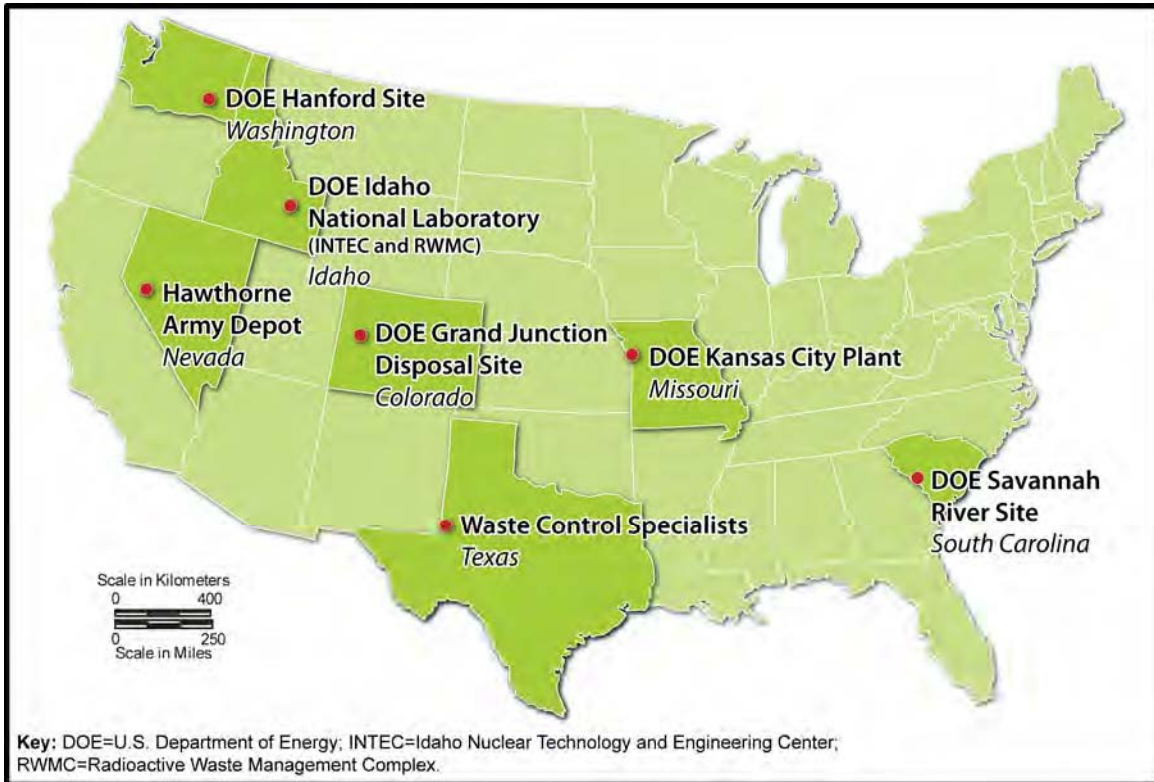 DOE Hanford Site
Washington
DOE Idaho
National Laboratory
(INTEC and RWMC)
Idaho
Hawthorne
Army Depot
Nevada
DOE Grand Junction
Disposal Site
Colorado
DOE Kansas City Plant
Missouri
DOE Savannah
River Site
South Carolina
Waste Control Specialists
Texas
Scale in Kilometers
0 400
0 250
Scale in Miles
Key: DOE=U.S. Department of Energy; INTEC=Idaho Nuclear Technology and Engineering Center;
RWMC=Radioactive Waste Management Complex.